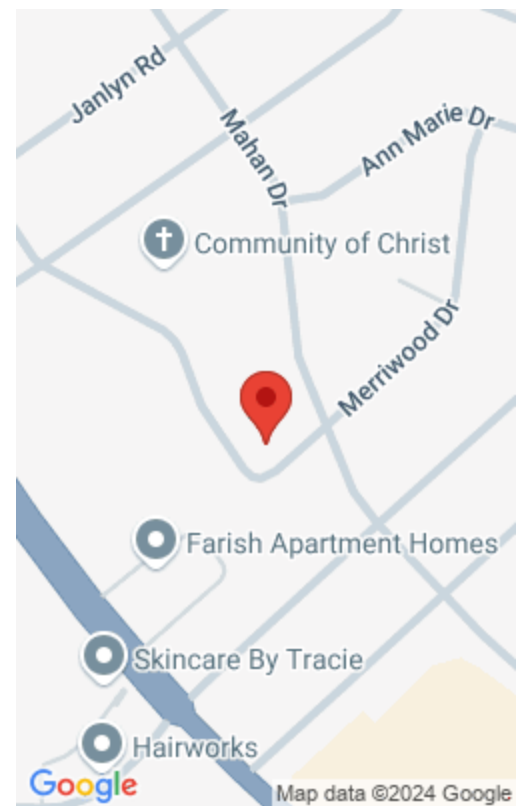 Janlyn Rd
Mahan Dr
Ann Marie Dr
Community of Christ
Merriwood Dr
Farish Apartment Homes
Skincare By Tracie
Hairworks
Google
Map data ©2024 Google